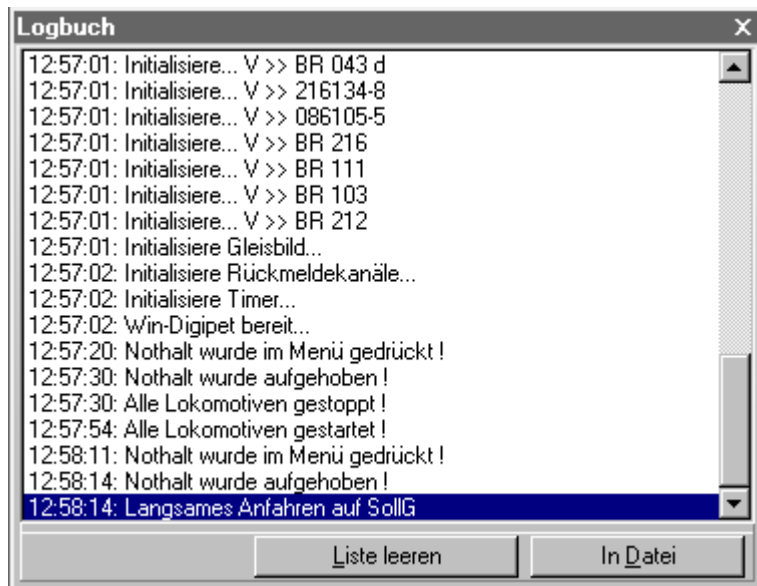 Logbuch
12:57:01: Initialisiere... V >> BR 043 d
12:57:01: Initialisiere... V >> 216134-8
12:57:01: Initialisiere... V >> 086105-5
12:57:01: Initialisiere... V >> BR 216
12:57:01: Initialisiere... V >> BR 111
12:57:01: Initialisiere... V >> BR 103
12:57:01: Initialisiere... V >> BR 212
12:57:01: Initialisiere Gleisbild...
12:57:02: Initialisiere Rückmeldekanäle...
12:57:02: Initialisiere Timer...
12:57:02: Win-Digipet bereit...
12:57:20: Nothalt wurde im Menü gedrückt !
12:57:30: Nothalt wurde aufgehoben !
12:57:30: Alle Lokomotiven gestoppt !
12:57:54: Alle Lokomotiven gestartet !
12:58:11: Nothalt wurde im Menü gedrückt !
12:58:14: Nothalt wurde aufgehoben !
12:58:14: Langsames Anfahren auf SollG
Liste leeren
In Datei